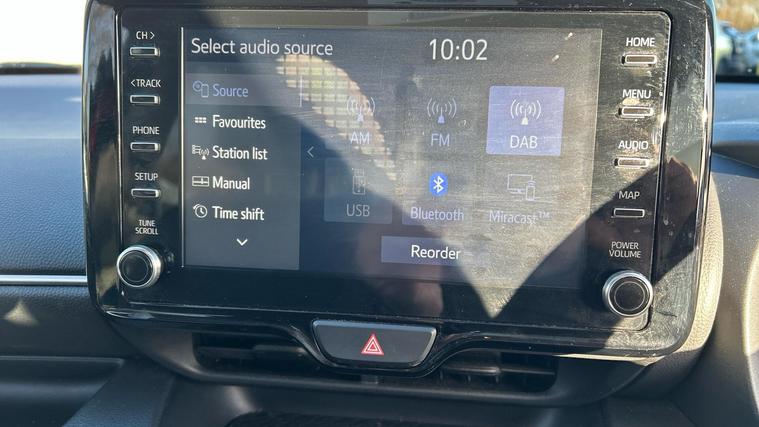 CH >
< TRACK
PHONE
SETUP
TUNE
SCROLL
Select audio source
10:02
Source
Favourites
Station list
Manual
Time shift
AM
FM
DAB
USB
Bluetooth
Miracast™
Reorder
HOME
MENU
AUDIO
MAP
POWER
VOLUME